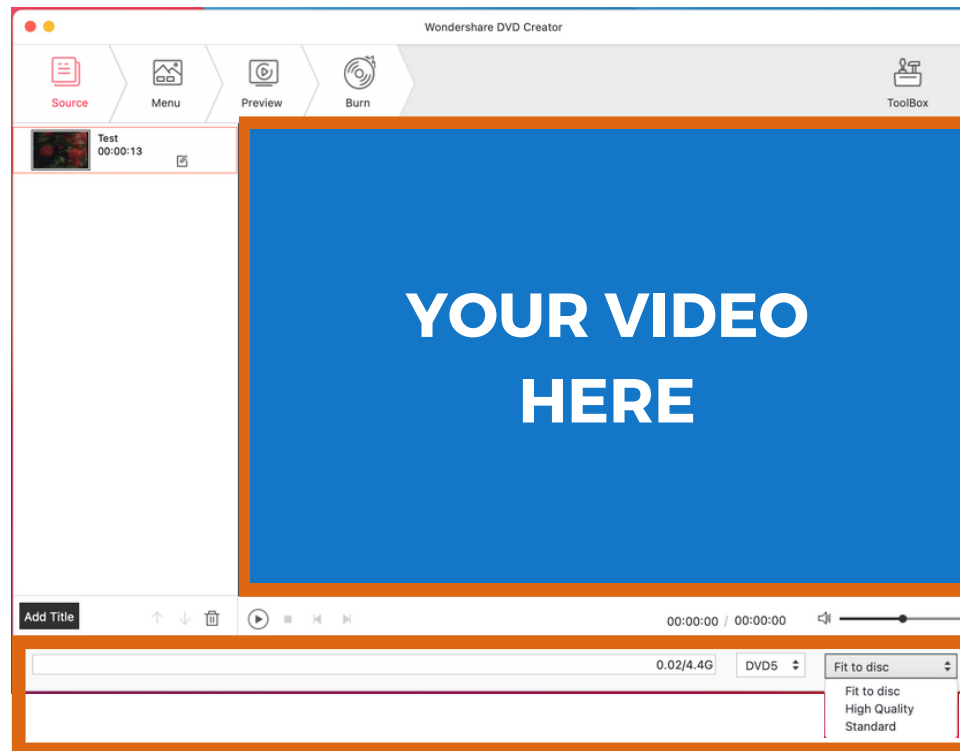 Wondershare DVD Creator
Source
Menu
Preview
Burn
ToolBox
Test
00:00:13
YOUR VIDEO
HERE
Add Title
00:00:00 / 00:00:00
0.02/4.4G
DVD5
Fit to disc
Fit to disc
High Quality
Standard